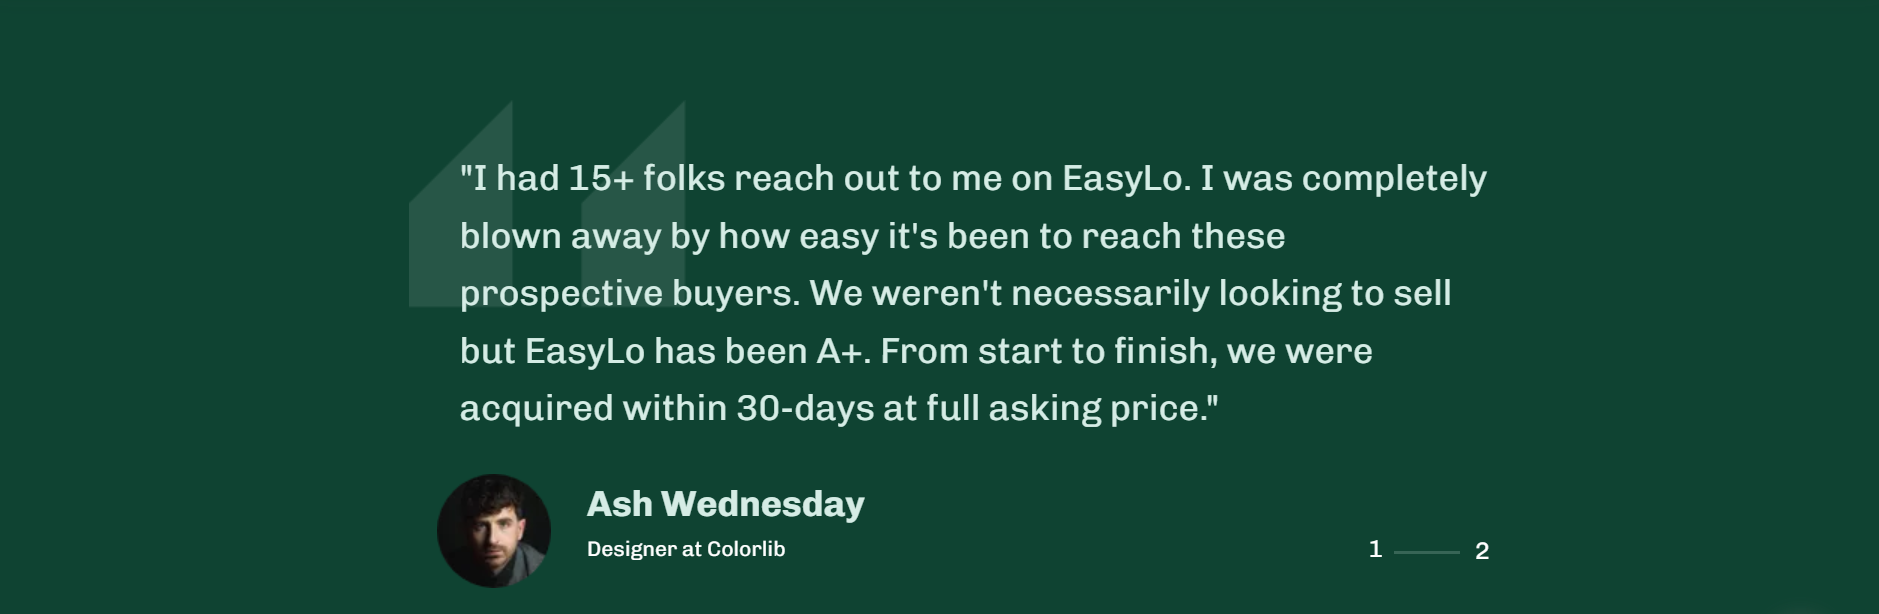 "I had 15+ folks reach out to me on EasyLo. I was completely
blown away by how easy it's been to reach these
prospective buyers. We weren't necessarily looking to sell
but EasyLo has been A+. From start to finish, we were
acquired within 30-days at full asking price."
Ash Wednesday
Designer at Colorlib
1 2